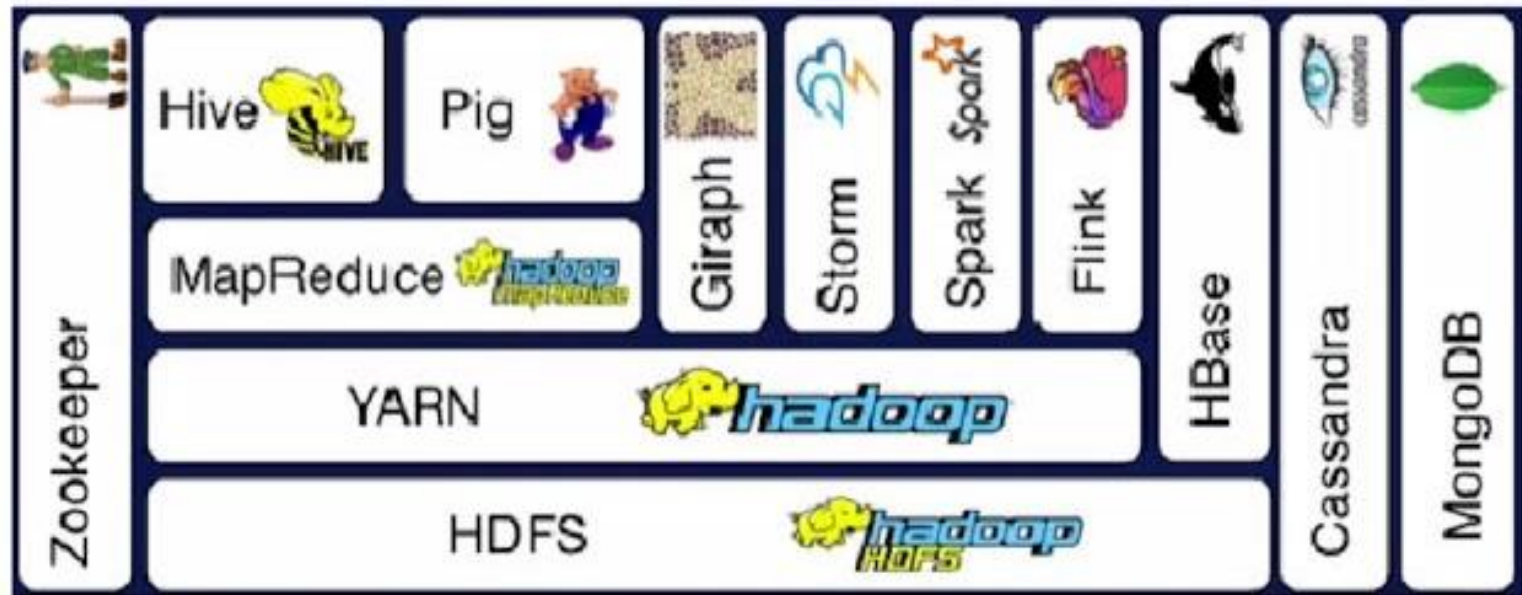 Zookeeper
Hive
HIVE
Pig
Giraph
Storm
Spark
Spark
Flink
HBase
cassandra
Cassandra
MongoDB
MapReduce
hadoop
MapReduce
YARN
hadoop
HDFS
hadoop
HDFS